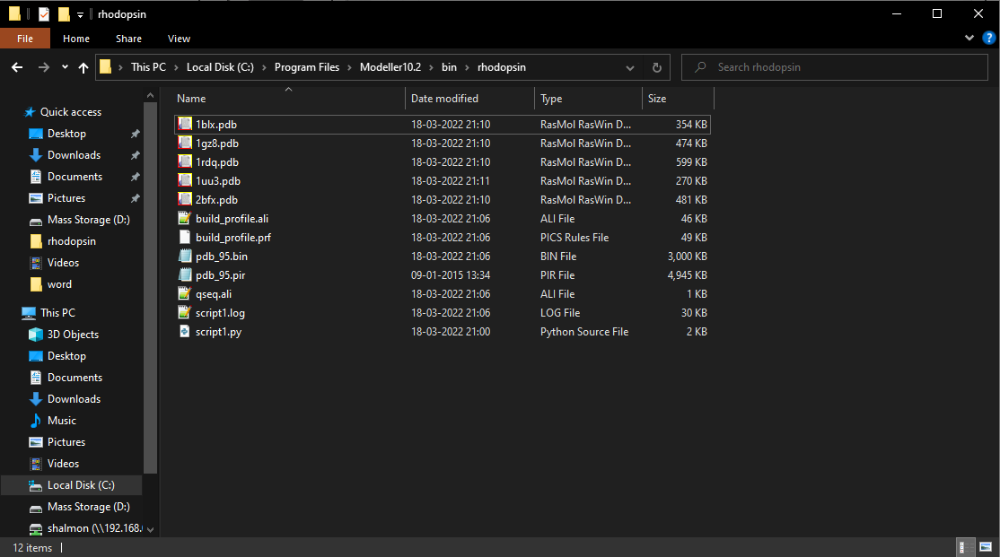 rhodopsin
File Home Share View
This PC Local Disk (C:) Program Files Modeller10.2 bin rhodopsin
Search rhodopsin
Quick access
Desktop
Downloads
Documents
Pictures
Mass Storage (D:)
rhodopsin
Videos
word
This PC
3D Objects
Desktop
Documents
Downloads
Music
Pictures
Videos
Local Disk (C:)
Mass Storage (D:)
shalmon (\\192.168.
Name Date modified Type Size
1blx.pdb 18-03-2022 21:10 RasMol RasWin D... 354 KB
1gz8.pdb 18-03-2022 21:10 RasMol RasWin D... 474 KB
1rdq.pdb 18-03-2022 21:10 RasMol RasWin D... 599 KB
1uu3.pdb 18-03-2022 21:11 RasMol RasWin D... 270 KB
2bfx.pdb 18-03-2022 21:10 RasMol RasWin D... 481 KB
build_profile.ali 18-03-2022 21:06 ALI File 46 KB
build_profile.prf 18-03-2022 21:06 PICS Rules File 49 KB
pdb_95.bin 18-03-2022 21:06 BIN File 3,000 KB
pdb_95.pir 09-01-2015 13:34 PIR File 4,945 KB
qseq.ali 18-03-2022 21:06 ALI File 1 KB
script1.log 18-03-2022 21:06 LOG File 30 KB
script1.py 18-03-2022 21:00 Python Source File 2 KB
12 items